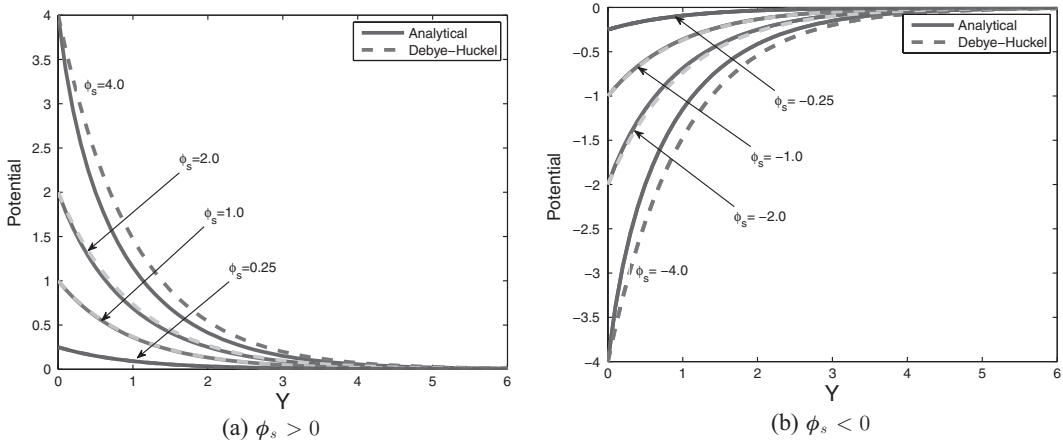 4
3.5
3
2.5
2
1.5
1
0.5
0
Potential
0 1 2 3 4 5 6
Y
Analytical
Debye−Huckel
ϕs=4.0
ϕs=2.0
ϕs=1.0
ϕs=0.25
(a) ϕs > 0
0
−0.5
−1
−1.5
−2
−2.5
−3
−3.5
−4
Potential
0 1 2 3 4 5 6
Y
Analytical
Debye−Huckel
ϕs= −0.25
ϕs= −1.0
ϕs= −2.0
ϕs= −4.0
(b) ϕs < 0